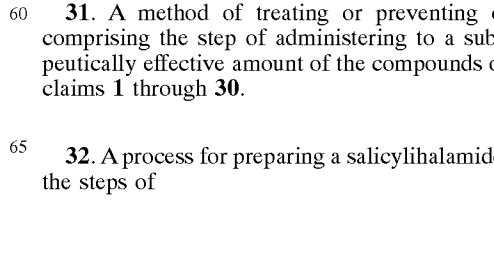 60 31. A method of treating or preventing
comprising the step of administering to a sub
peutically effective amount of the compounds
claims 1 through 30.
65 32. A process for preparing a salicylihalamid
the steps of